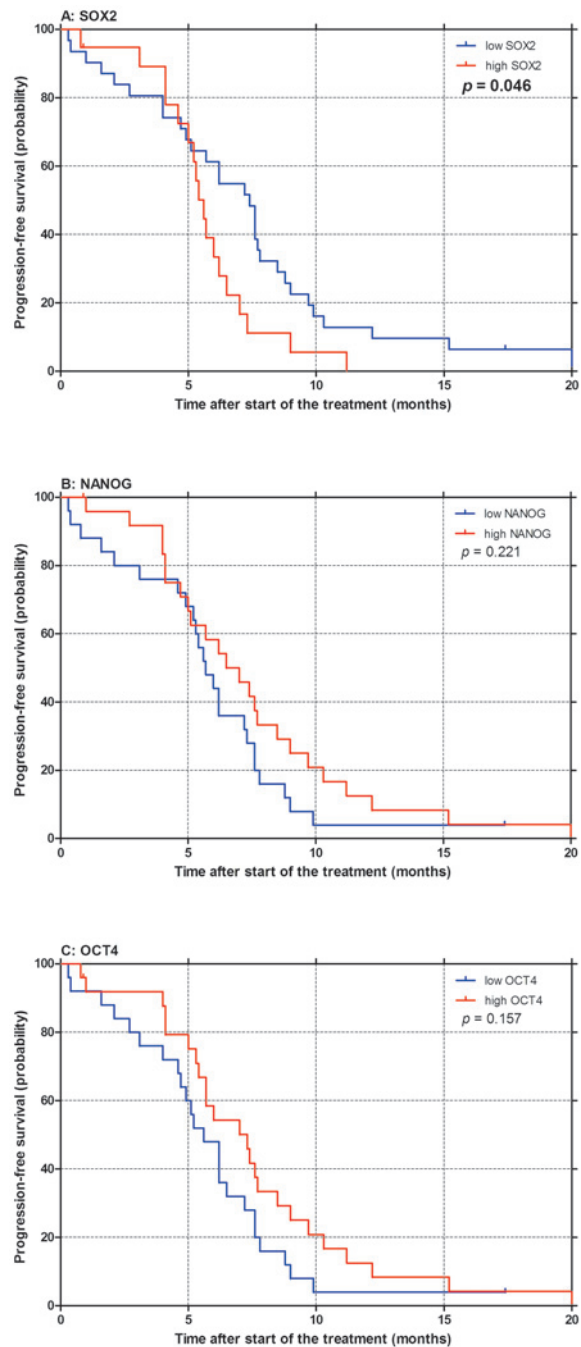 A: SOX2
100
80
60
40
20
0
Progression-free survival (probability)
low SOX2
high SOX2
p = 0.046
0 5 10 15 20
Time after start of the treatment (months)
B: NANOG
100
80
60
40
20
0
Progression-free survival (probability)
low NANOG
high NANOG
p = 0.221
0 5 10 15 20
Time after start of the treatment (months)
C: OCT4
100
80
60
40
20
0
Progression-free survival (probability)
low OCT4
high OCT4
p = 0.157
0 5 10 15 20
Time after start of the treatment (months)